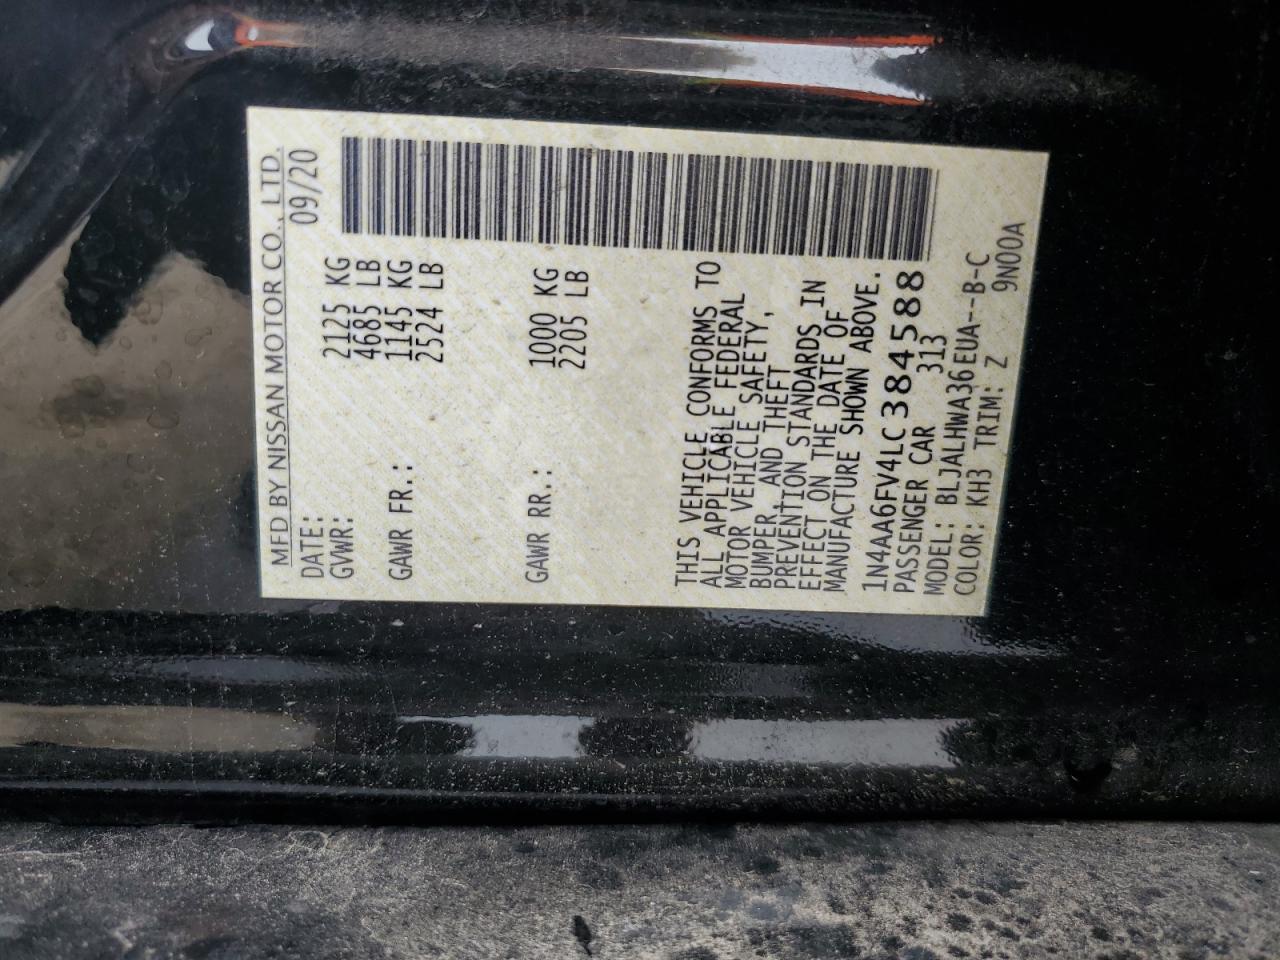 MFD BY NISSAN MOTOR CO., LTD.
DATE: 09/20
GVWR: 2125 KG
4685 LB
GAWR FR.: 1145 KG
2524 LB
GAWR RR.: 1000 KG
2205 LB
THIS VEHICLE CONFORMS TO
ALL APPLICABLE FEDERAL
MOTOR VEHICLE SAFETY,
BUMPER, AND THEFT
PREVENTION STANDARDS IN
EFFECT ON THE DATE OF
MANUFACTURE SHOWN ABOVE.
1N4AA6FV4LC384588
PASSENGER CAR 313
MODEL: BLJALHWA36EUA--B-C
COLOR: KH3 TRIM: Z 9N00A